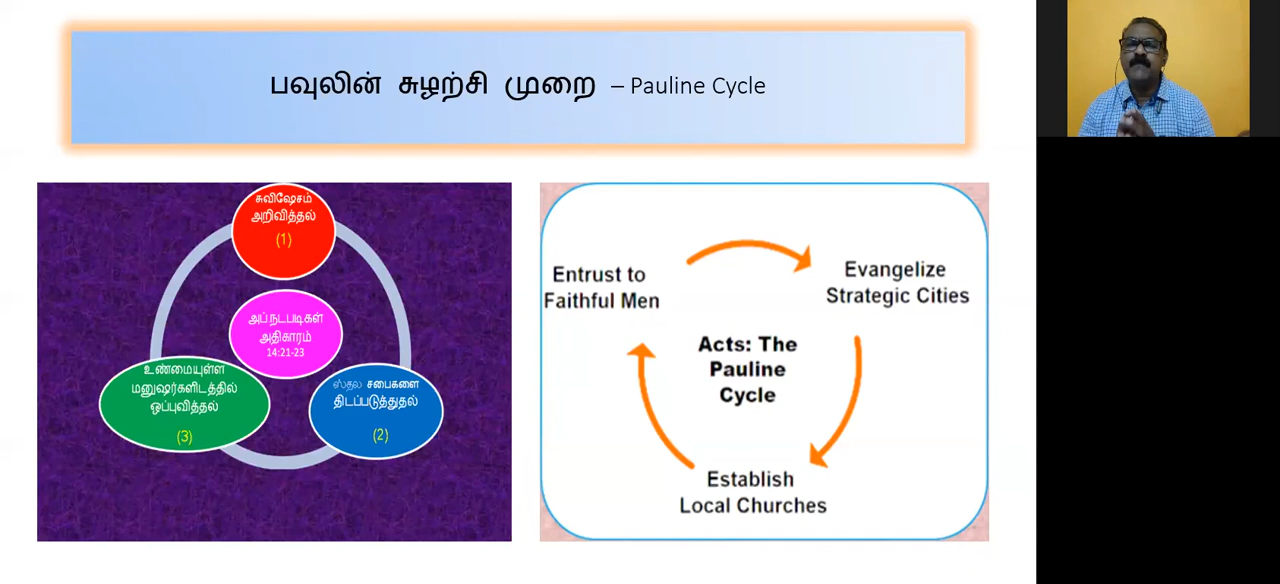 பவுலின் சுழற்சி முறை – Pauline Cycle
சுவிஷேசம்
அறிவித்தல்
(1)
அப்.நடபடிகள்
அதிகாரம்
14:21-23
உண்மையுள்ள
மனுஷர்களிடத்தில்
ஒப்புவித்தல்
(3)
ஸ்தல சபைகளை
திடப்படுத்துதல்
(2)
Entrust to
Faithful Men
Evangelize
Strategic Cities
Acts: The
Pauline
Cycle
Establish
Local Churches